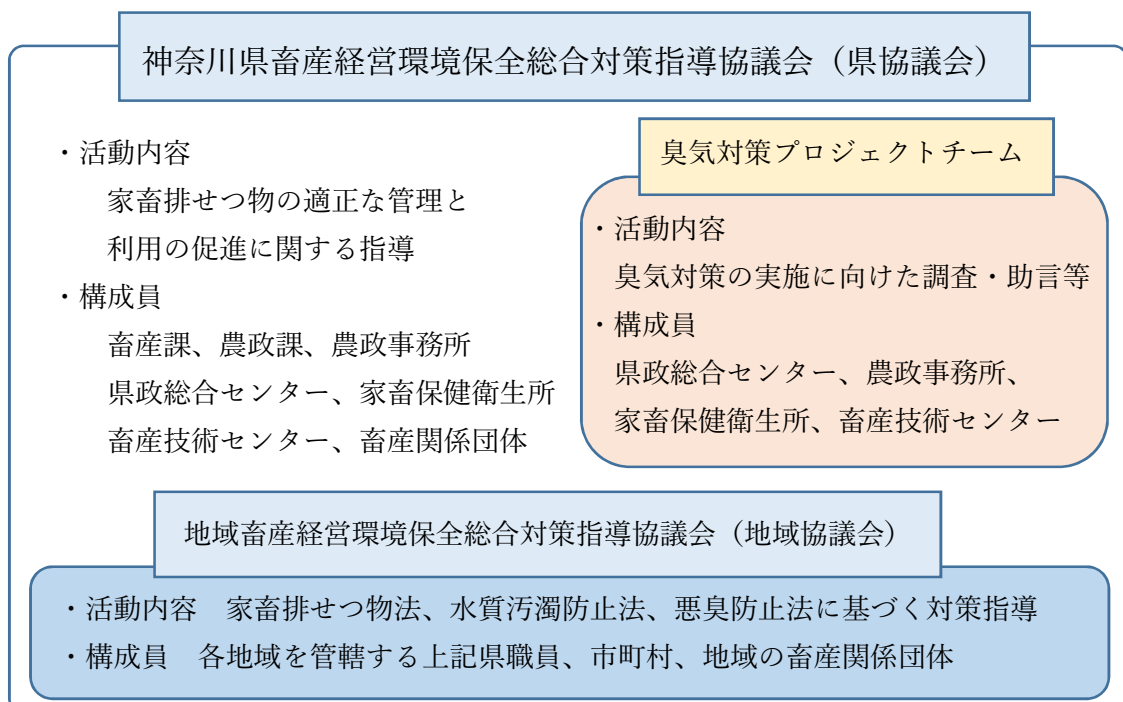 神奈川県畜産経営環境保全総合対策指導協議会（県協議会）
・活動内容
家畜排せつ物の適正な管理と
利用の促進に関する指導
・構成員
畜産課、農政課、農政事務所
県政総合センター、家畜保健衛生所
畜産技術センター、畜産関係団体
臭気対策プロジェクトチーム
・活動内容
臭気対策の実施に向けた調査・助言等
・構成員
県政総合センター、農政事務所、
家畜保健衛生所、畜産技術センター
地域畜産経営環境保全総合対策指導協議会（地域協議会）
・活動内容　家畜排せつ物法、水質汚濁防止法、悪臭防止法に基づく対策指導
・構成員　各地域を管轄する上記県職員、市町村、地域の畜産関係団体